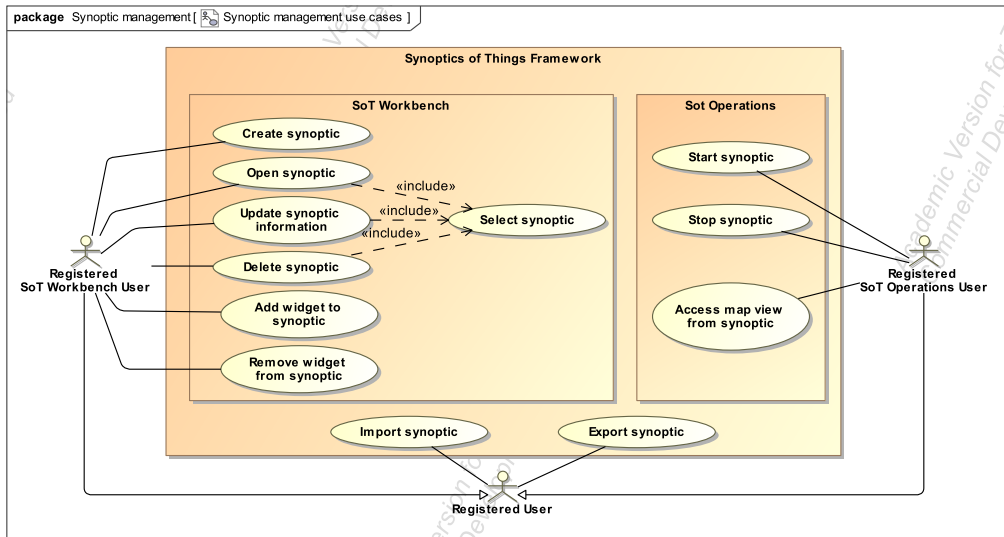 package Synoptic management [ Synoptic management use cases ]
Synoptics of Things Framework
SoT Workbench
Sot Operations
Create synoptic
Open synoptic
«include»
Update synoptic
information
«include»
Select synoptic
«include»
Delete synoptic
Add widget to
synoptic
Remove widget
from synoptic
Start synoptic
Stop synoptic
Access map view
from synoptic
Registered
SoT Workbench User
Registered
SoT Operations User
Import synoptic
Export synoptic
Registered User